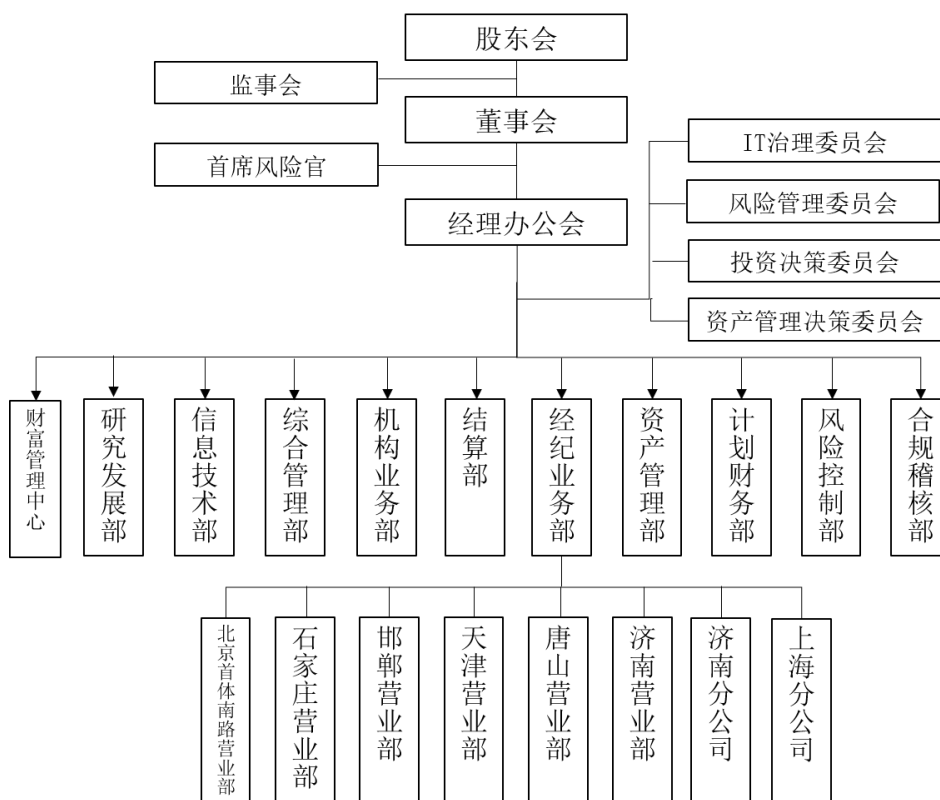 股东会
监事会
董事会
首席风险官
经理办公会
IT治理委员会
风险管理委员会
投资决策委员会
资产管理决策委员会
财富管理中心
研究发展部
信息技术部
综合管理部
机构业务部
结算部
经纪业务部
资产管理部
计划财务部
风险控制部
合规稽核部
北京首体南路营业部
石家庄营业部
邯郸营业部
天津营业部
唐山营业部
济南营业部
济南分公司
上海分公司